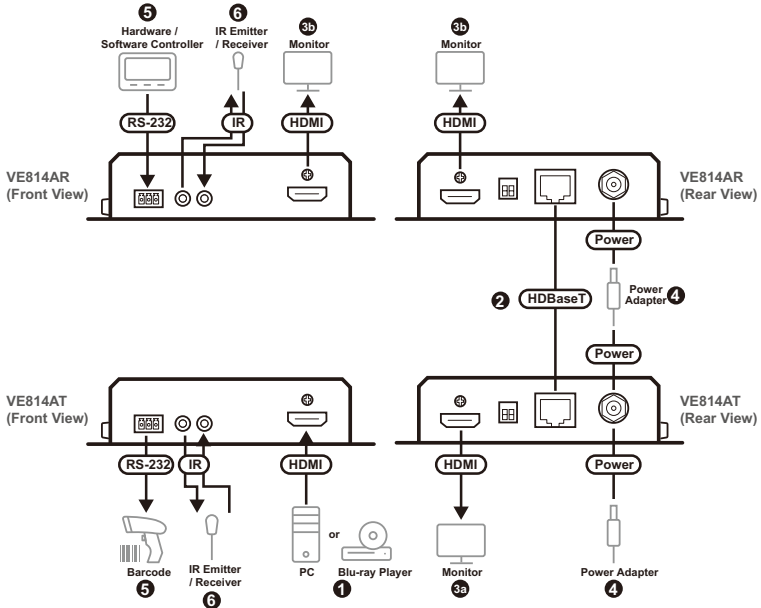 5
Hardware /
Software Controller
6
IR Emitter
/ Receiver
3b
Monitor
3b
Monitor
RS-232
IR
HDMI
HDMI
VE814AR
(Front View)
VE814AR
(Rear View)
Power
2
HDBaseT
Power
Adapter
4
Power
VE814AT
(Front View)
VE814AT
(Rear View)
RS-232
IR
HDMI
HDMI
Power
or
Barcode
5
IR Emitter
/ Receiver
6
PC
Blu-ray Player
1
Monitor
3a
Power Adapter
4